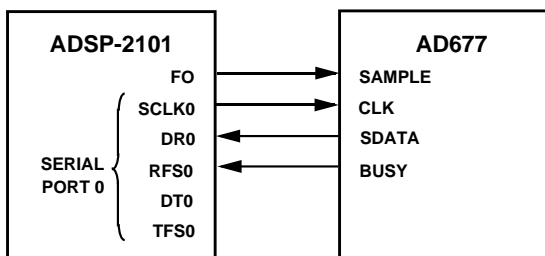 ADSP-2101
FO
SCLK0
DR0
RFS0
DT0
TFS0
SERIAL
PORT 0
AD677
SAMPLE
CLK
SDATA
BUSY